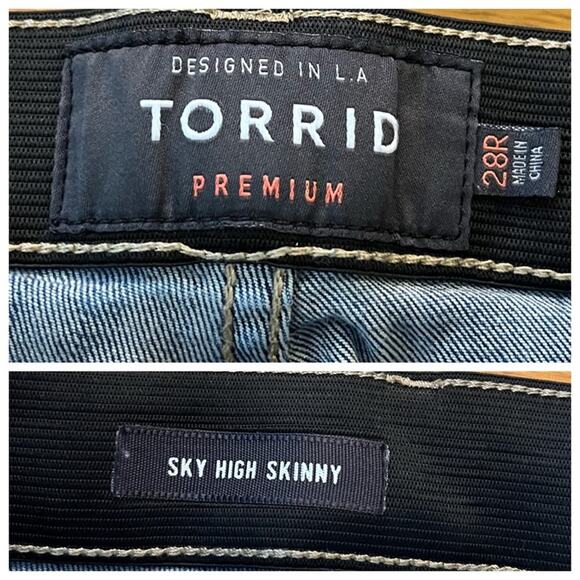 DESIGNED IN L.A
TORRID
PREMIUM
28R
MADE IN
CHINA
SKY HIGH SKINNY